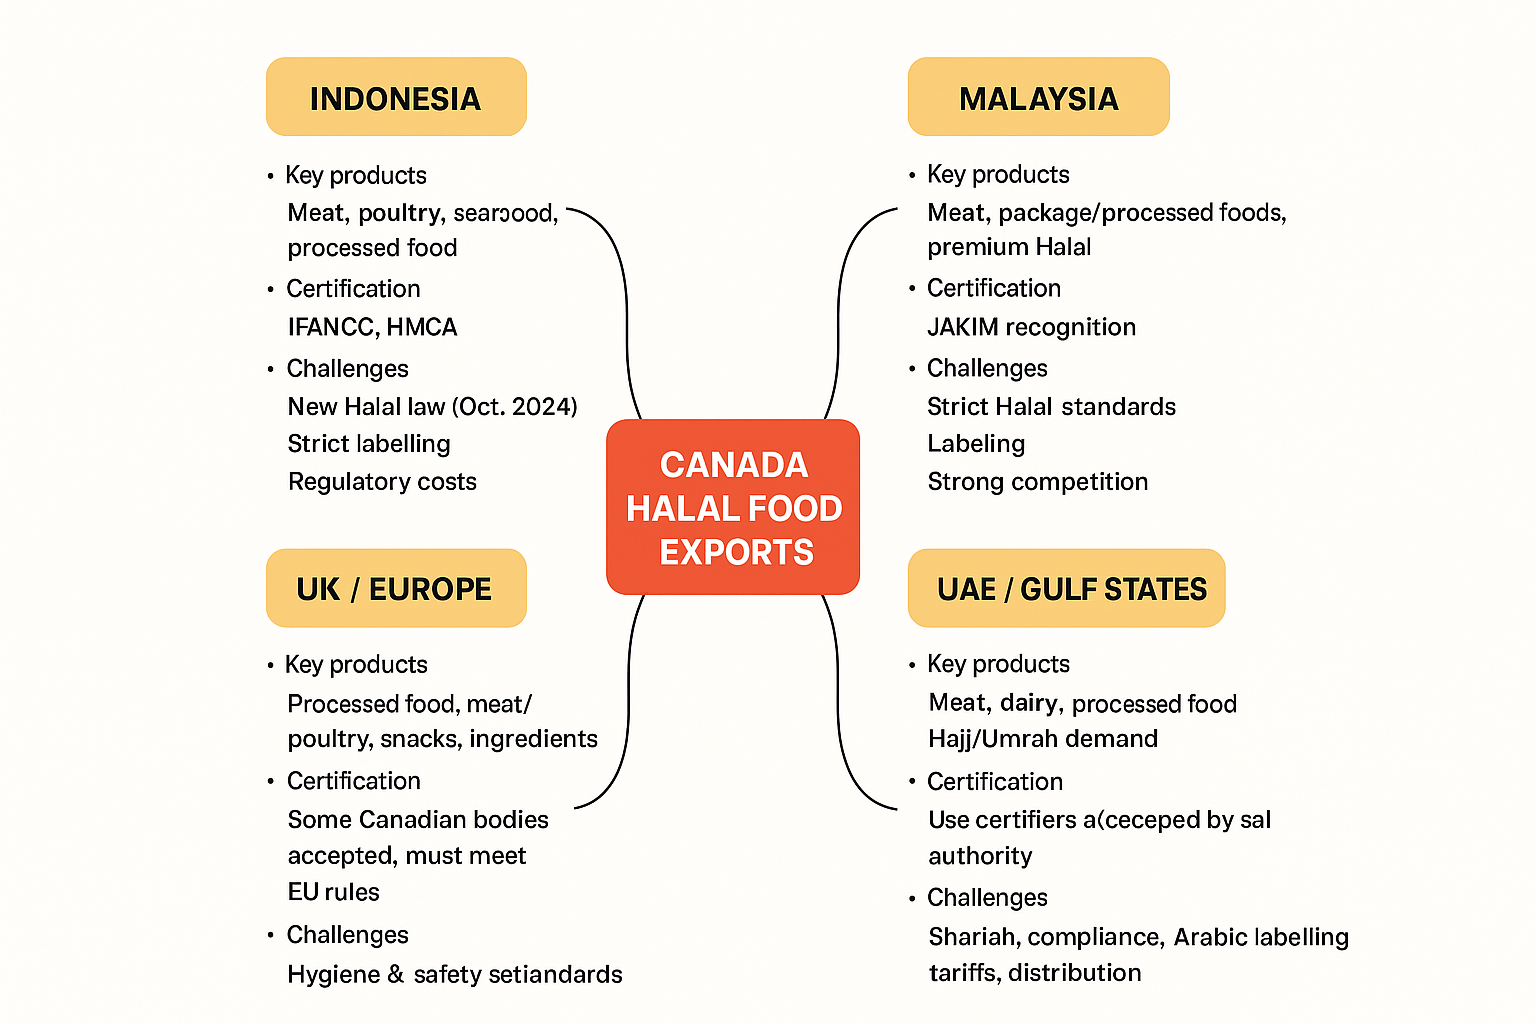 INDONESIA
• Key products
Meat, poultry, searood,
processed food
• Certification
IFANCC, HMCA
• Challenges
New Halal law (Oct. 2024)
Strict labelling
Regulatory costs
MALAYSIA
• Key products
Meat, package/processed foods,
premium Halal
• Certification
JAKIM recognition
• Challenges
Strict Halal standards
Labeling
Strong competition
CANADA
HALAL FOOD
EXPORTS
UK / EUROPE
• Key products
Processed food, meat/
poultry, snacks, ingredients
• Certification
Some Canadian bodies
accepted, must meet
EU rules
• Challenges
Hygiene & safety setiandards
UAE / GULF STATES
• Key products
Meat, dairy, processed food
Hajj/Umrah demand
• Certification
Use certifiers a(ceceped by sal
authority
• Challenges
Shariah, compliance, Arabic labelling
tariffs, distribution